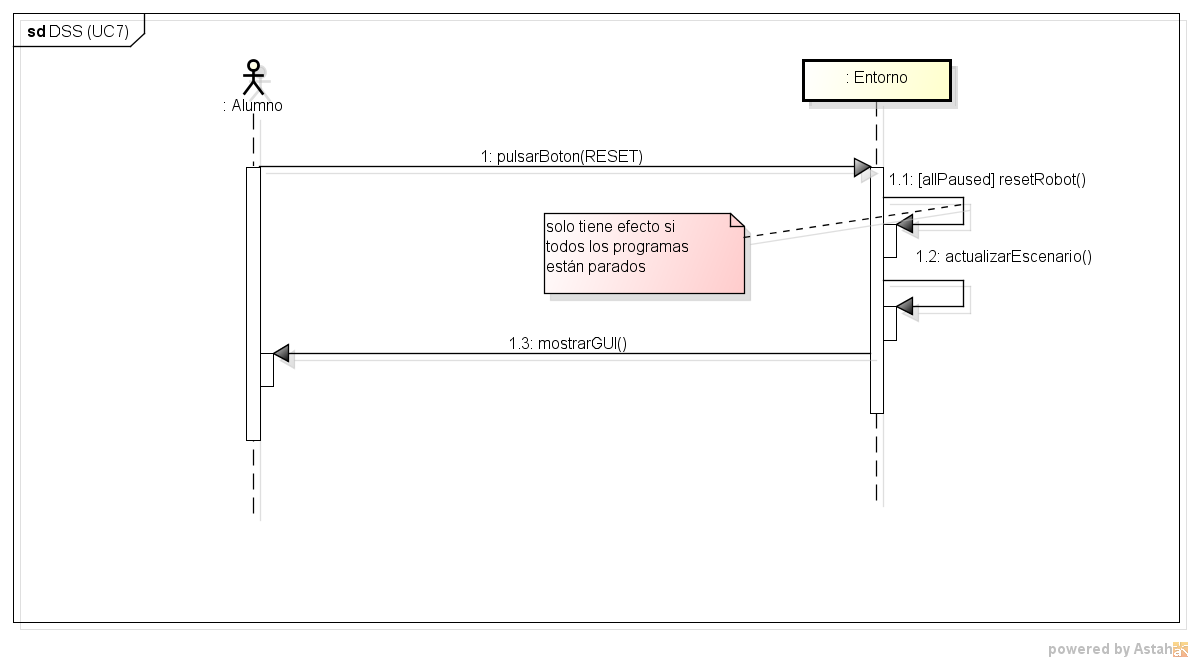 sd DSS (UC7)
: Alumno
: Entorno
1: pulsarBoton(RESET)
1.1: [allPaused] resetRobot()
solo tiene efecto si
todos los programas
están parados
1.2: actualizarEscenario()
1.3: mostrarGUI()
powered by Astah